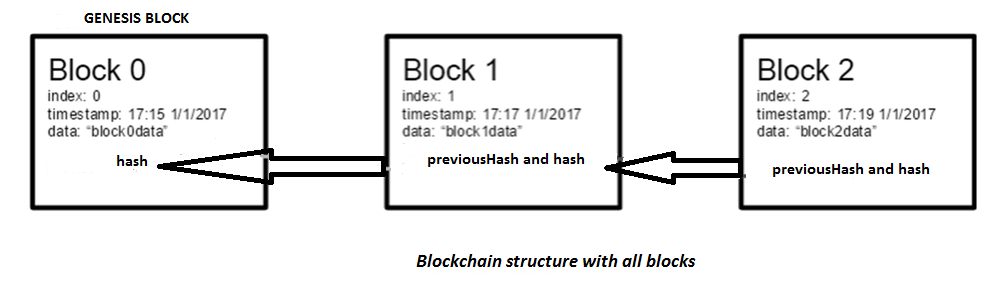 GENESIS BLOCK
Block 0
index: 0
timestamp: 17:15 1/1/2017
data: “block0data”
hash
Block 1
index: 1
timestamp: 17:17 1/1/2017
data: “block1data”
previousHash and hash
Block 2
index: 2
timestamp: 17:19 1/1/2017
data: “block2data”
previousHash and hash
Blockchain structure with all blocks